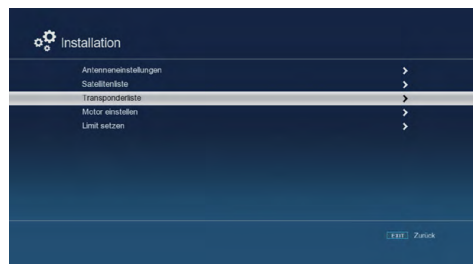 Installation
Antenneneinstellungen
Satellitenliste
Transponderliste
Motor einstellen
Limit setzen
EXIT Zurück